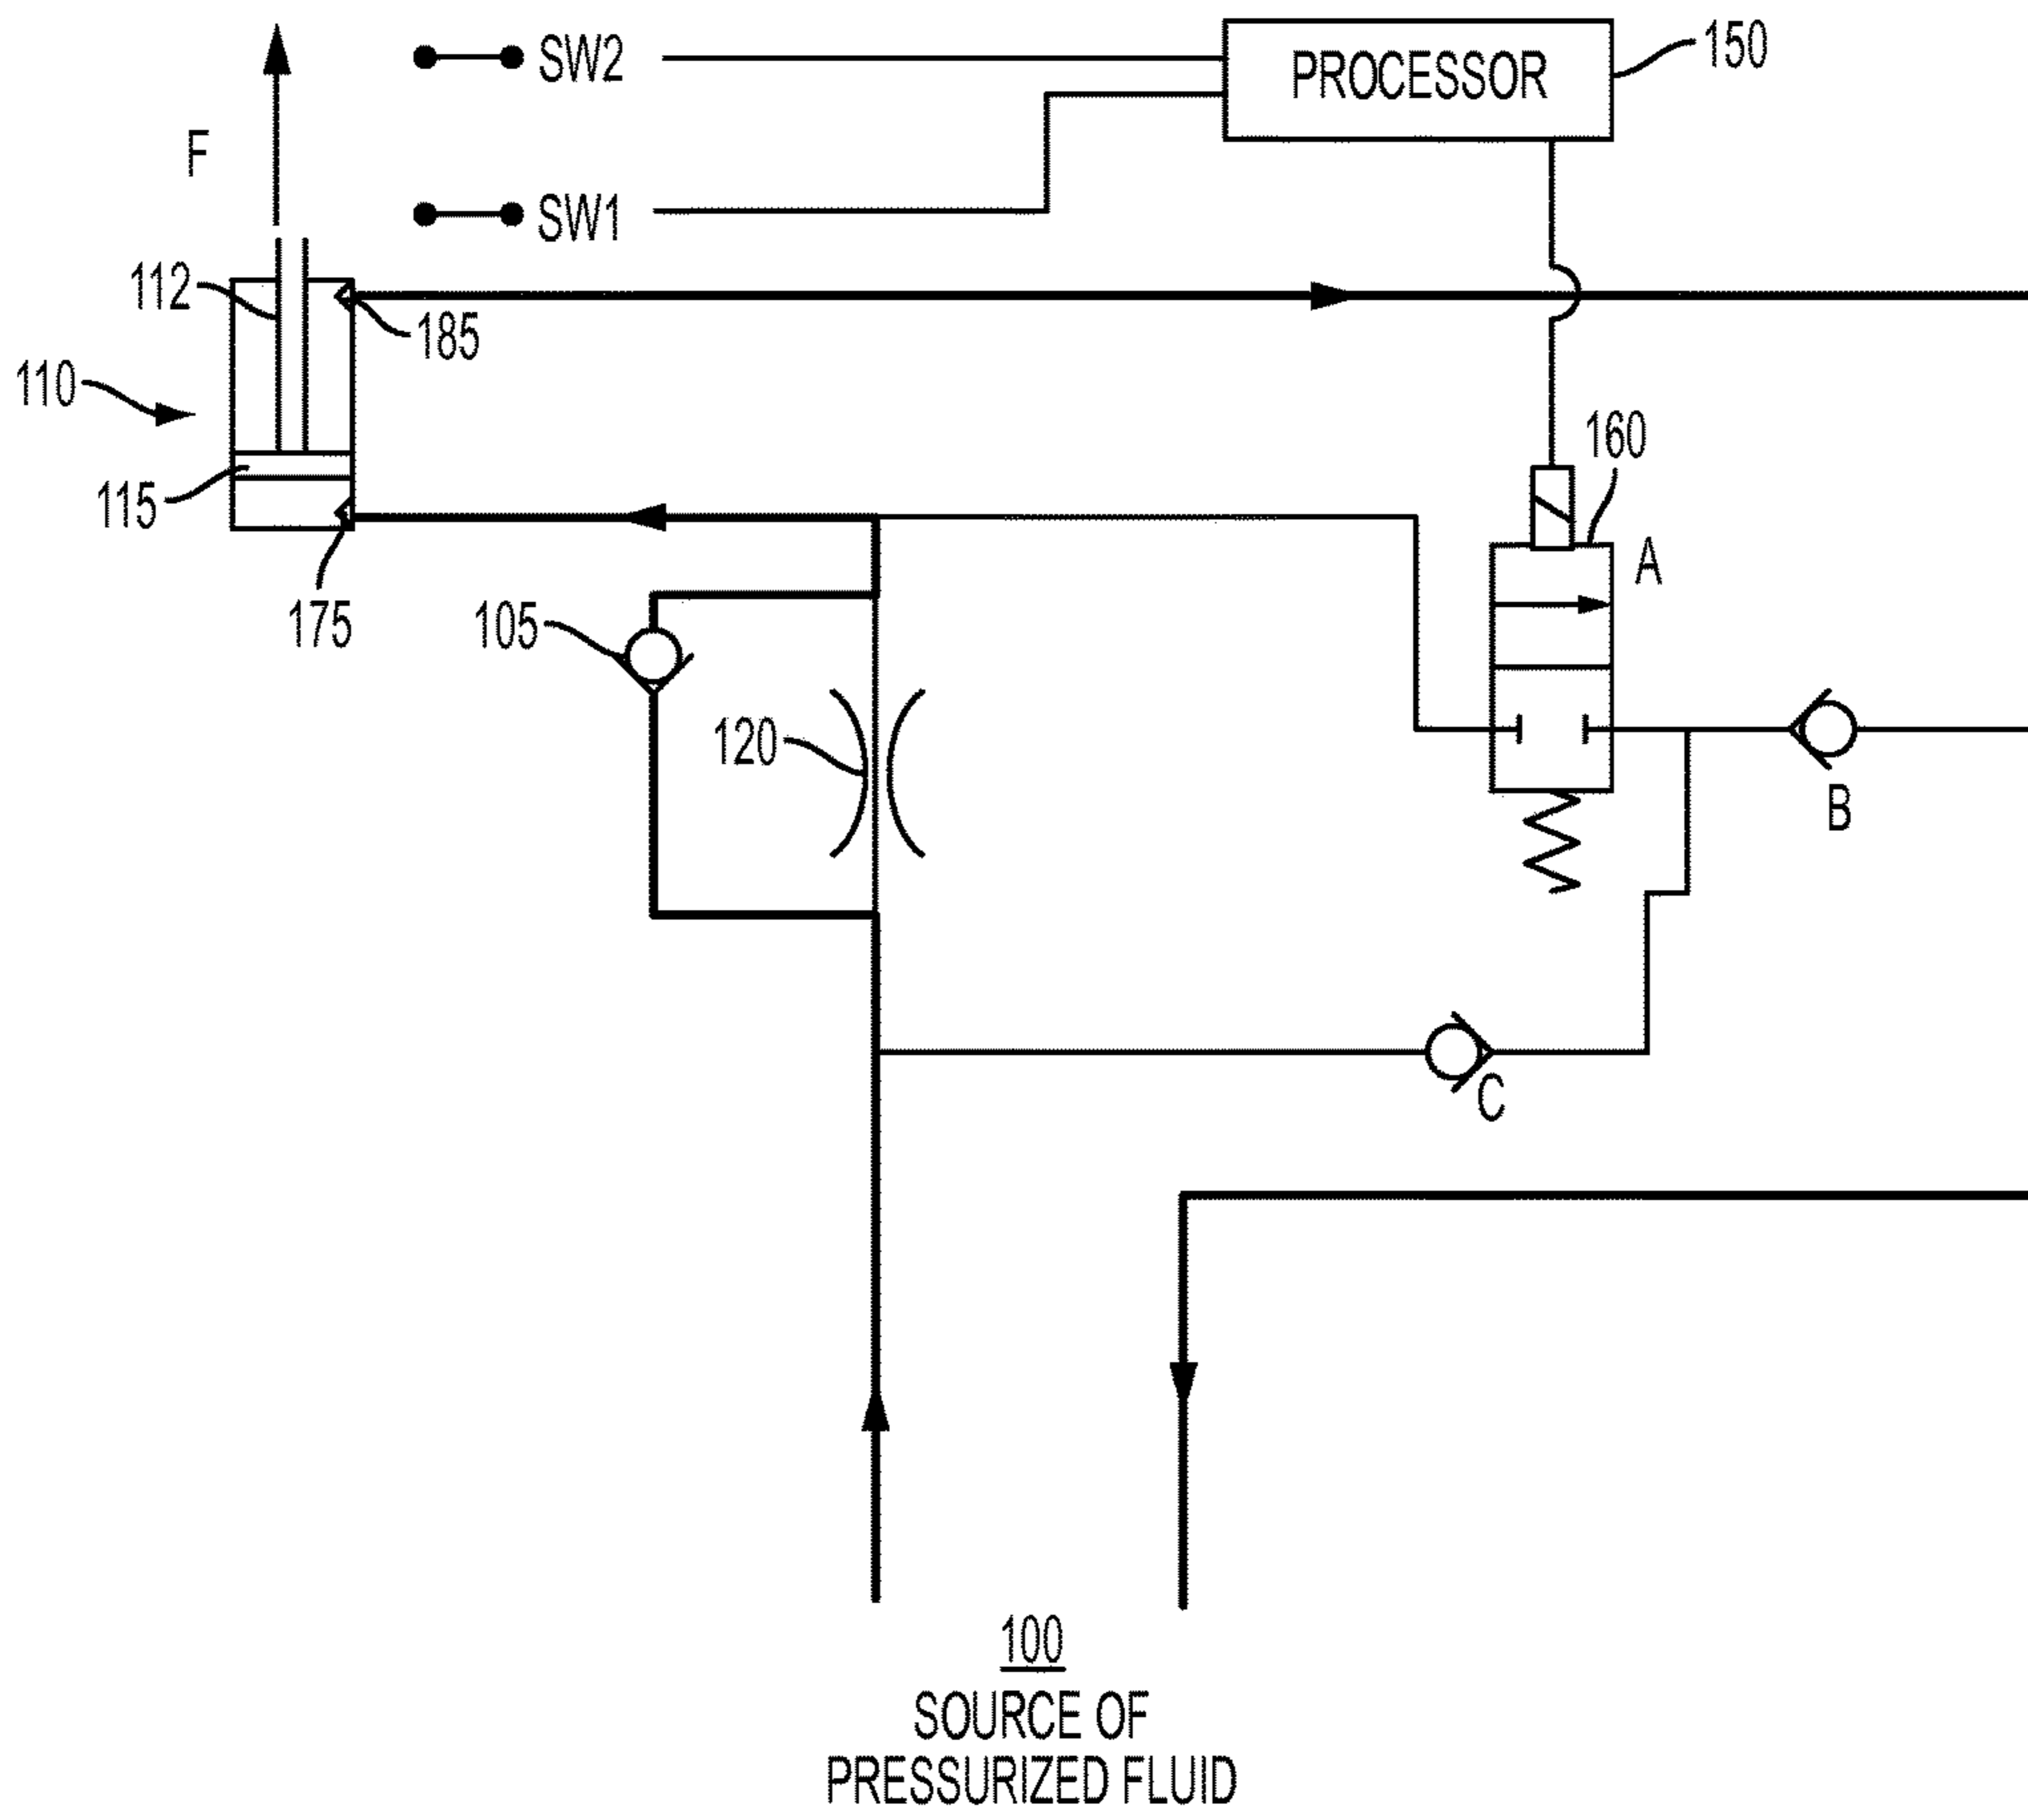 SW2
PROCESSOR
150
F
SW1
112
185
110
160
115
A
175
105
120
B
C
100
SOURCE OF
PRESSURIZED FLUID